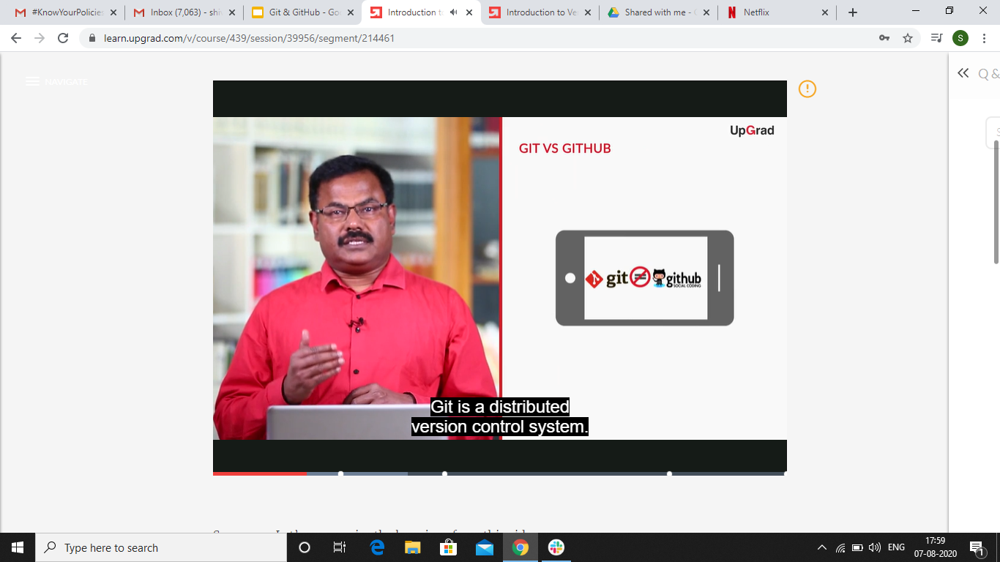 #KnowYourPolicies
Inbox (7,063) - shi
Git & GitHub - Go
Introduction t
Introduction to Ve
Shared with me -
Netflix
learn.upgrad.com/v/course/439/session/39956/segment/214461
S
NAVIGATE
Q &
UpGrad
GIT VS GITHUB
git
github
SOCIAL CODING
Git is a distributed
version control system.
Type here to search
ENG
17:59
07-08-2020
1